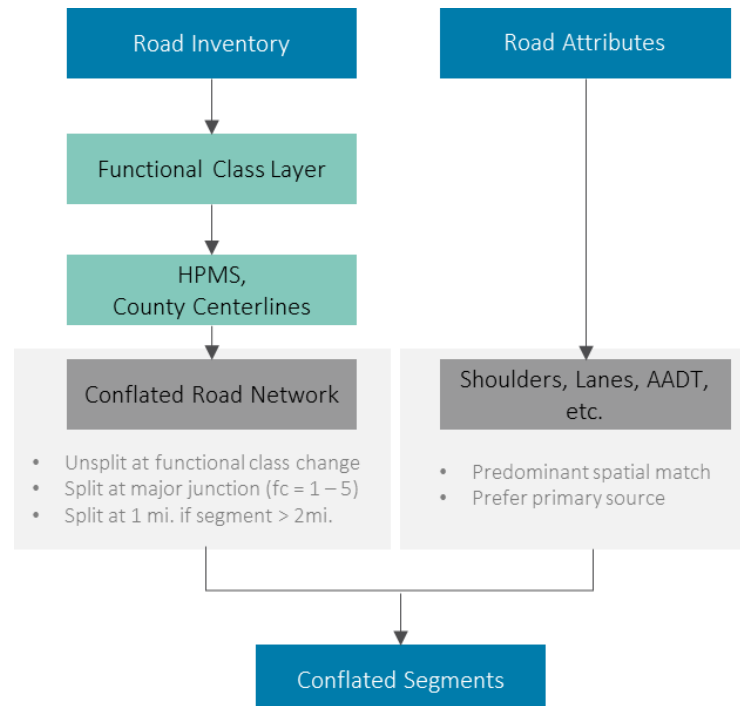 Road Inventory
Road Attributes
Functional Class Layer
HPMS,
County Centerlines
Conflated Road Network
• Unsplit at functional class change
• Split at major junction (fc = 1 – 5)
• Split at 1 mi. if segment > 2mi.
Shoulders, Lanes, AADT,
etc.
• Predominant spatial match
• Prefer primary source
Conflated Segments